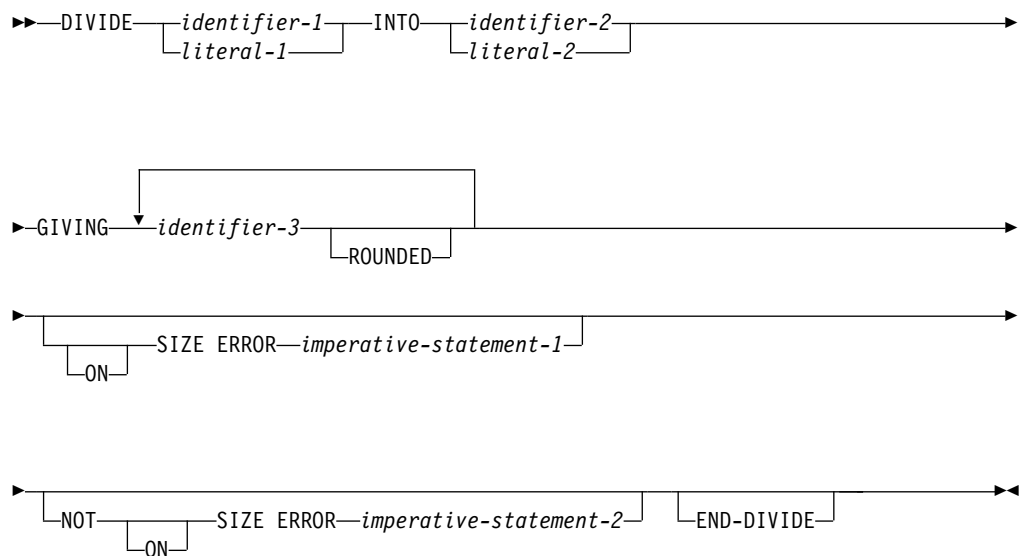 DIVIDE identifier-1 INTO identifier-2
literal-1 literal-2
GIVING identifier-3
ROUNDED
SIZE ERROR imperative-statement-1
ON
NOT SIZE ERROR imperative-statement-2 END-DIVIDE
ON